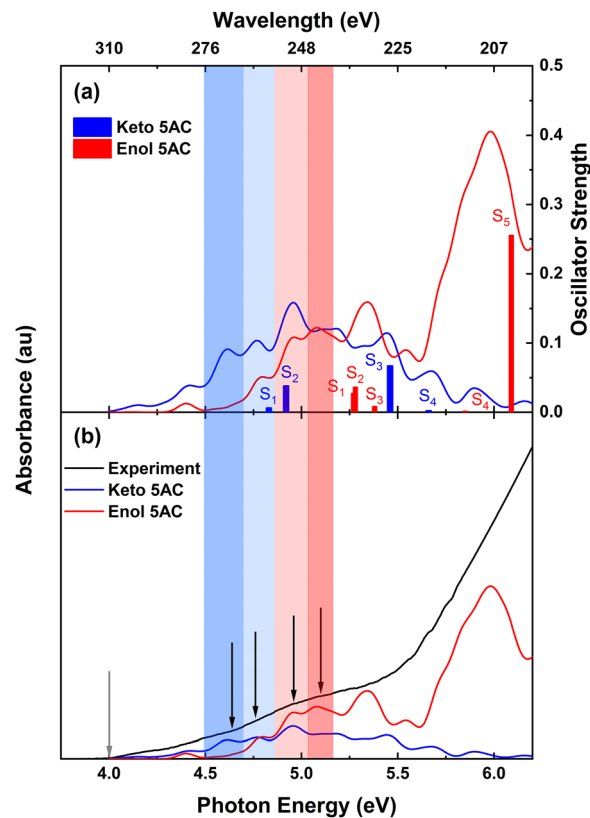 Wavelength (eV)
310 276 248 225 207
(a)
Keto 5AC
Enol 5AC
0.5
0.4
0.3
0.2
0.1
0.0
Oscillator Strength
S5
S3
S2
S2
S1
S1
S3
S4
S4
Absorbance (au)
(b)
Experiment
Keto 5AC
Enol 5AC
4.0 4.5 5.0 5.5 6.0
Photon Energy (eV)